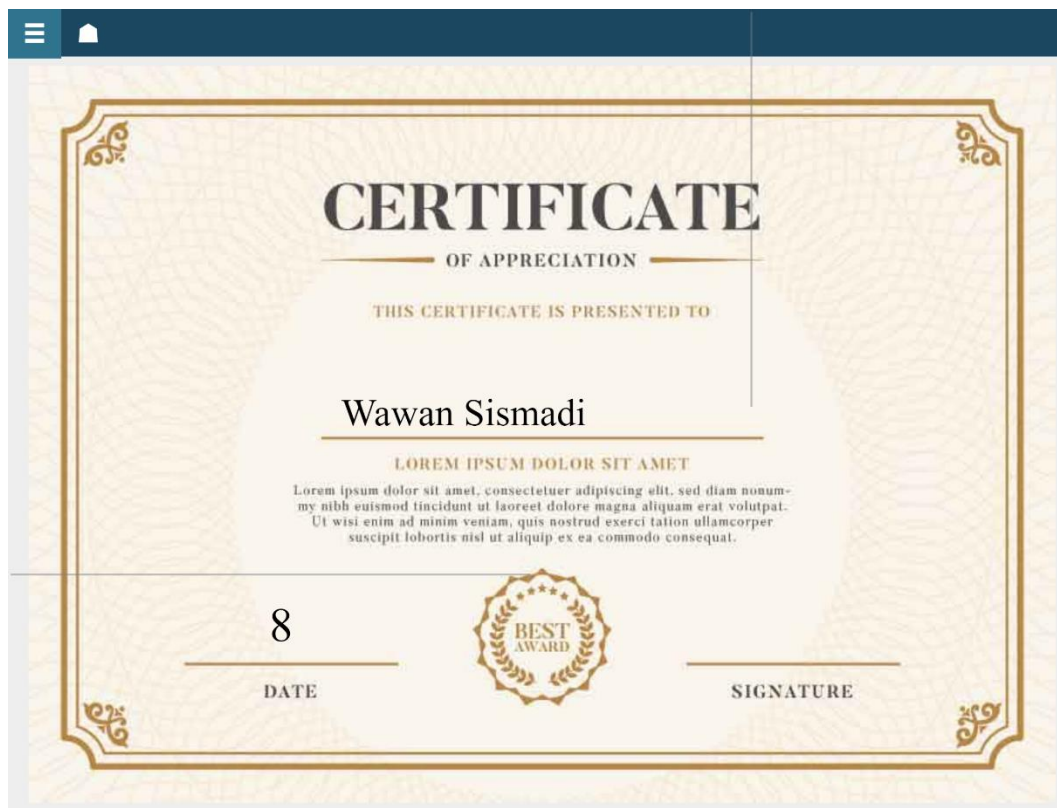 CERTIFICATE
OF APPRECIATION
THIS CERTIFICATE IS PRESENTED TO
Wawan Sismadi
LOREM IPSUM DOLOR SIT AMET
Lorem ipsum dolor sit amet, consectetuer adipiscing elit, sed diam nonum-
my nibh euismod tincidunt ut laoreet dolore magna aliquam erat volutpat.
Ut wisi enim ad minim veniam, quis nostrud exerci tation ullamcorper
suscipit lobortis nisl ut aliquip ex ea commodo consequat.
BEST
AWARD
8
DATE
SIGNATURE